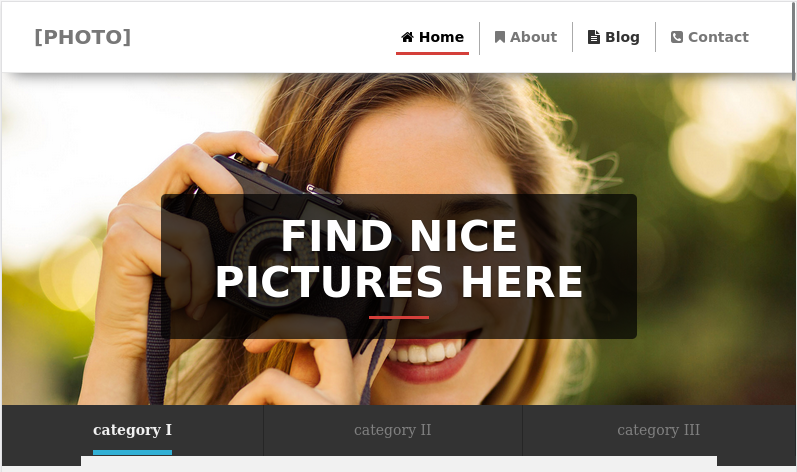 [PHOTO]
Home
About
Blog
Contact
FIND NICE
PICTURES HERE
category I
category II
category III